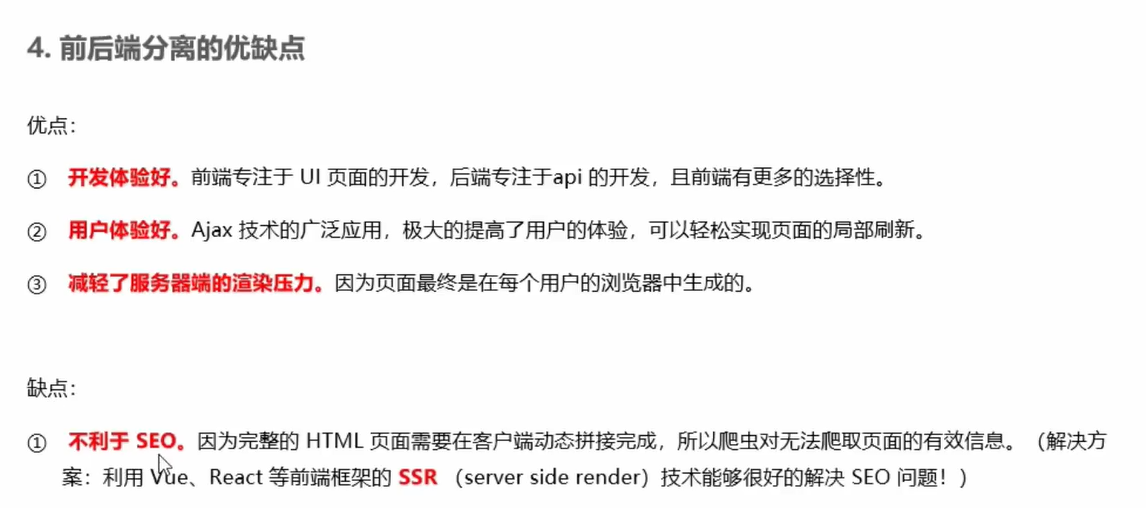 4. 前后端分离的优缺点
优点：
① 开发体验好。前端专注于 UI 页面的开发，后端专注于api 的开发，且前端有更多的选择性。
② 用户体验好。Ajax 技术的广泛应用，极大的提高了用户的体验，可以轻松实现页面的局部刷新。
③ 减轻了服务器端的渲染压力。因为页面最终是在每个用户的浏览器中生成的。
缺点：
① 不利于 SEO。因为完整的 HTML 页面需要在客户端动态拼接完成，所以爬虫对无法爬取页面的有效信息。（解决方
案：利用 Vue、React 等前端框架的 SSR （server side render）技术能够很好的解决 SEO 问题！）